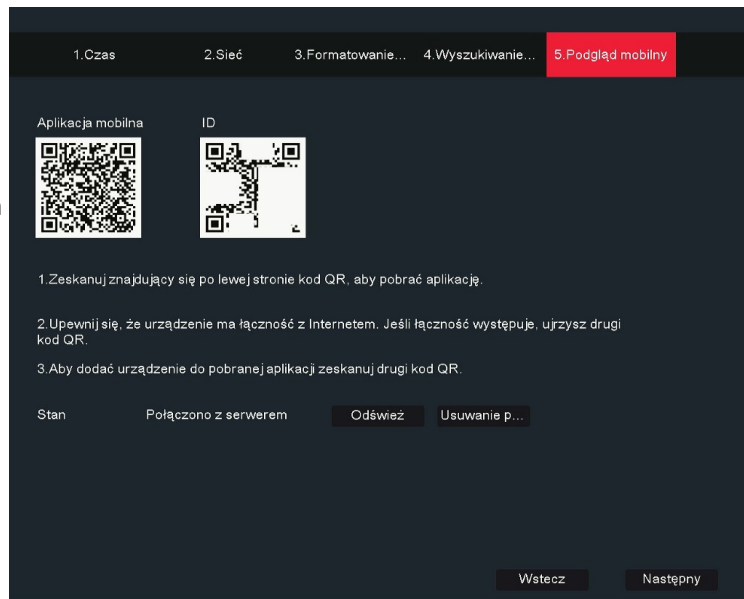 1.Czas 2.Sieć 3.Formatowanie... 4.Wyszukiwanie... 5.Podgląd mobilny
Aplikacja mobilna ID
1.Zeskanuj znajdujący się po lewej stronie kod QR, aby pobrać aplikację.
2.Upewnij się, że urządzenie ma łączność z Internetem. Jeśli łączność występuje, ujrzysz drugi
kod QR.
3.Aby dodać urządzenie do pobranej aplikacji zeskanuj drugi kod QR.
Stan Połączono z serwerem Odśwież Usuwanie p...
Wstecz Następny